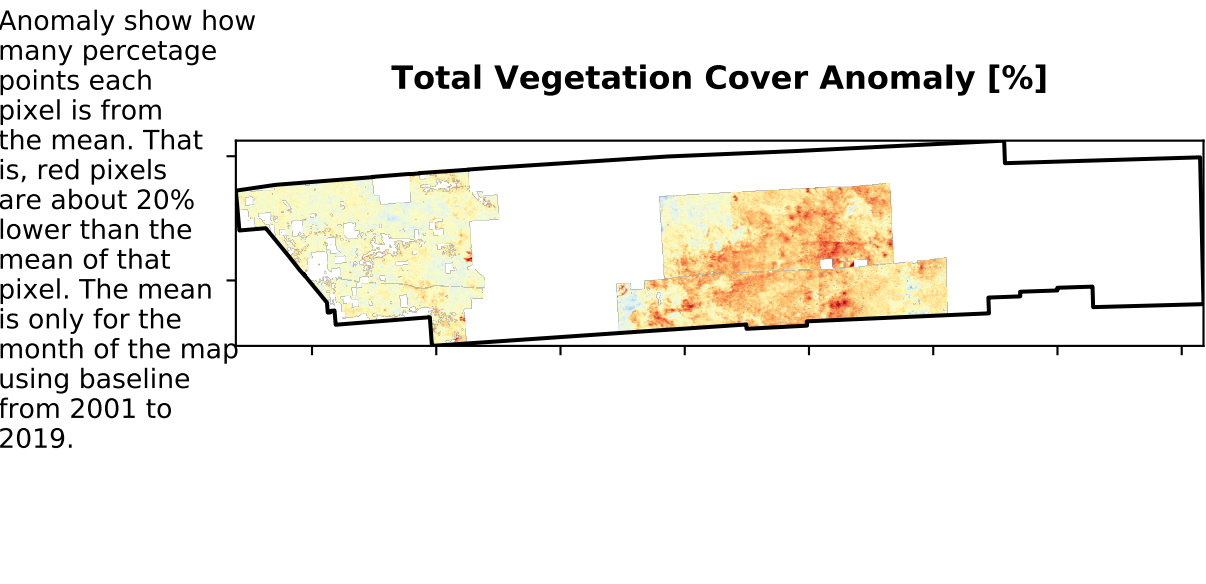 Anomaly show how
many percetage
points each
pixel is from
the mean. That
is, red pixels
are about 20%
lower than the
mean of that
pixel. The mean
is only for the
month of the map
using baseline
from 2001 to
2019.
Total Vegetation Cover Anomaly [%]